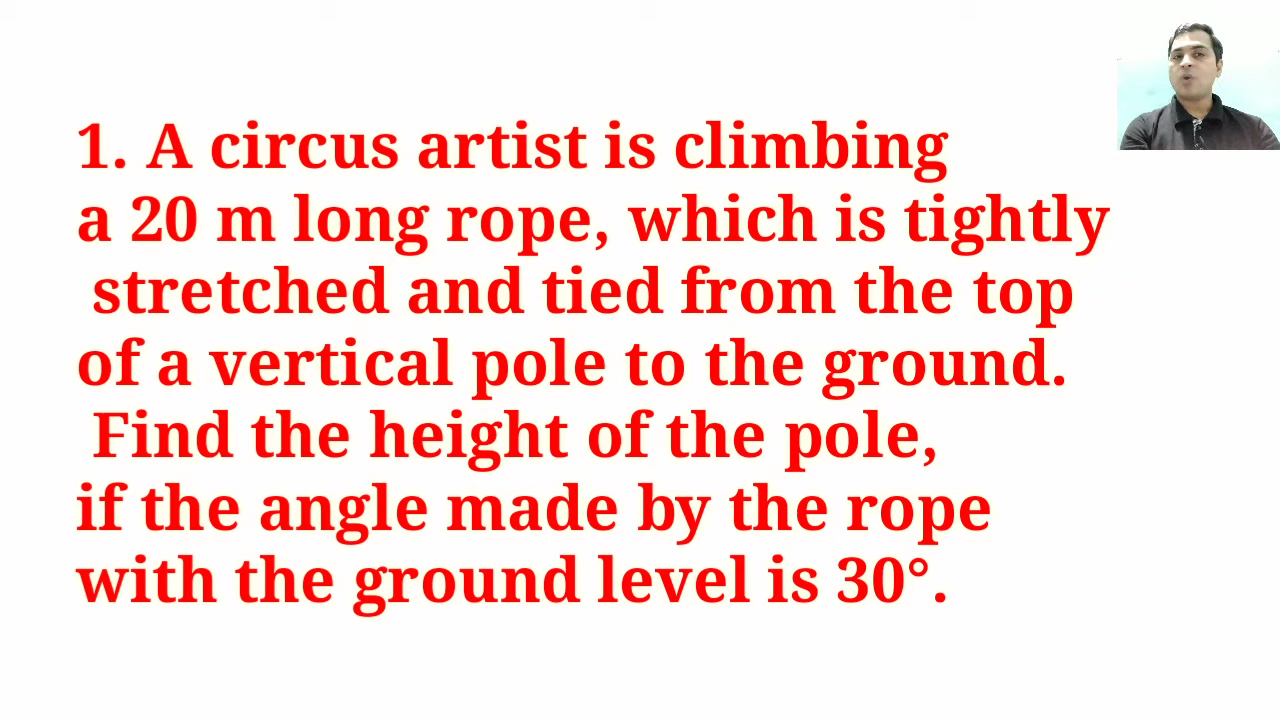 1. A circus artist is climbing
a 20 m long rope, which is tightly
stretched and tied from the top
of a vertical pole to the ground.
Find the height of the pole,
if the angle made by the rope
with the ground level is 30°.